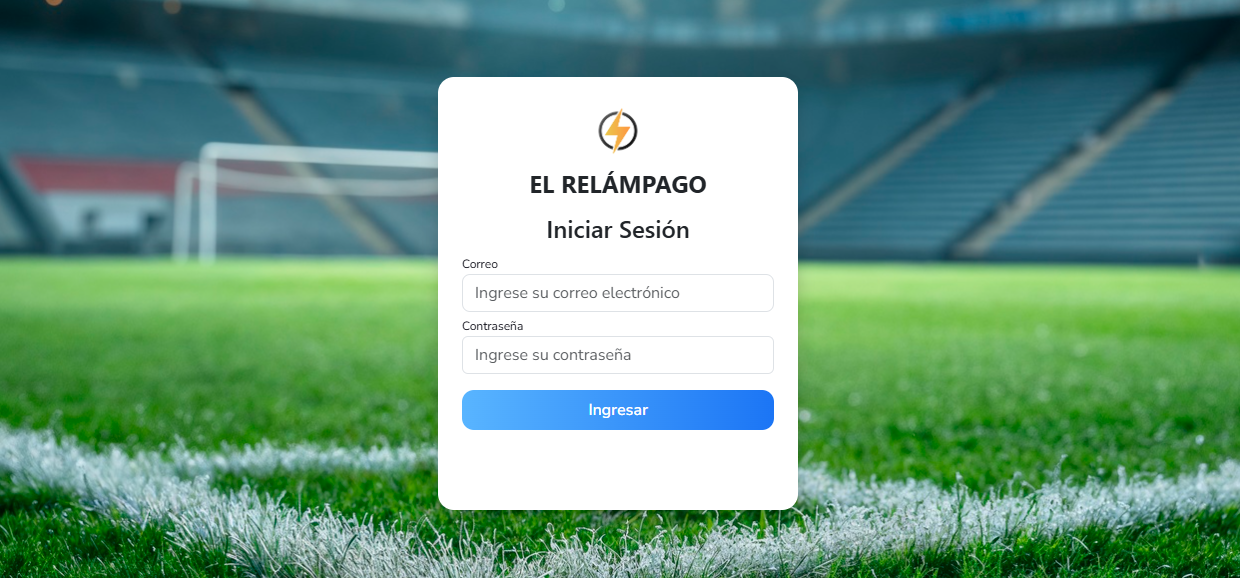 EL RELÁMPAGO
Iniciar Sesión
Correo
Ingrese su correo electrónico
Contraseña
Ingrese su contraseña
Ingresar